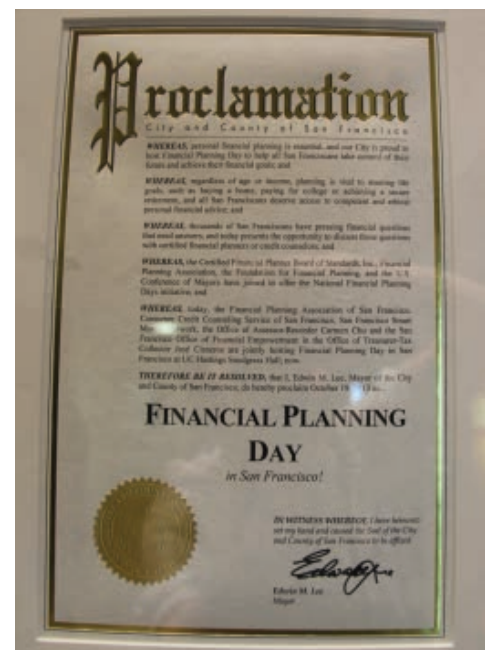 Proclamation
City and County of San Francisco
WHEREAS, personal financial planning is essential, and our City is proud to
host Financial Planning Day to help all San Franciscans take control of their
future and achieve their financial goals; and
WHEREAS, regardless of age or income, planning is vital to meeting life
goals, such as buying a home, paying for college or achieving a secure
retirement, and all San Franciscans deserve access to competent and ethical
personal financial advice; and
WHEREAS, thousands of San Franciscans have pressing financial questions
that need answers, and today presents the opportunity to discuss those questions
with certified financial planners or credit counselors; and
WHEREAS, the Certified Financial Planner Board of Standards, Inc., Financial
Planning Association, the Foundation for Financial Planning, and the U.S.
Conference of Mayors have joined to offer the National Financial Planning
Days initiative; and
WHEREAS, today, the Financial Planning Association of San Francisco,
Consumer Credit Counseling Service of San Francisco, San Francisco Smart
Money Network, the Office of Assessor-Recorder Carmen Chu and the San
Francisco Office of Financial Empowerment in the Office of Treasurer-Tax
Collector José Cisneros are jointly hosting Financial Planning Day in San
Francisco at UC Hastings Snodgrass Hall; now,
THEREFORE BE IT RESOLVED, that I, Edwin M. Lee, Mayor of the City
and County of San Francisco, do hereby proclaim October
FINANCIAL PLANNING
DAY
in San Francisco!
IN WITNESS WHEREOF, I have hereunto
set my hand and caused the Seal of the City
and County of San Francisco to be affixed.
Edwin M. Lee
Mayor